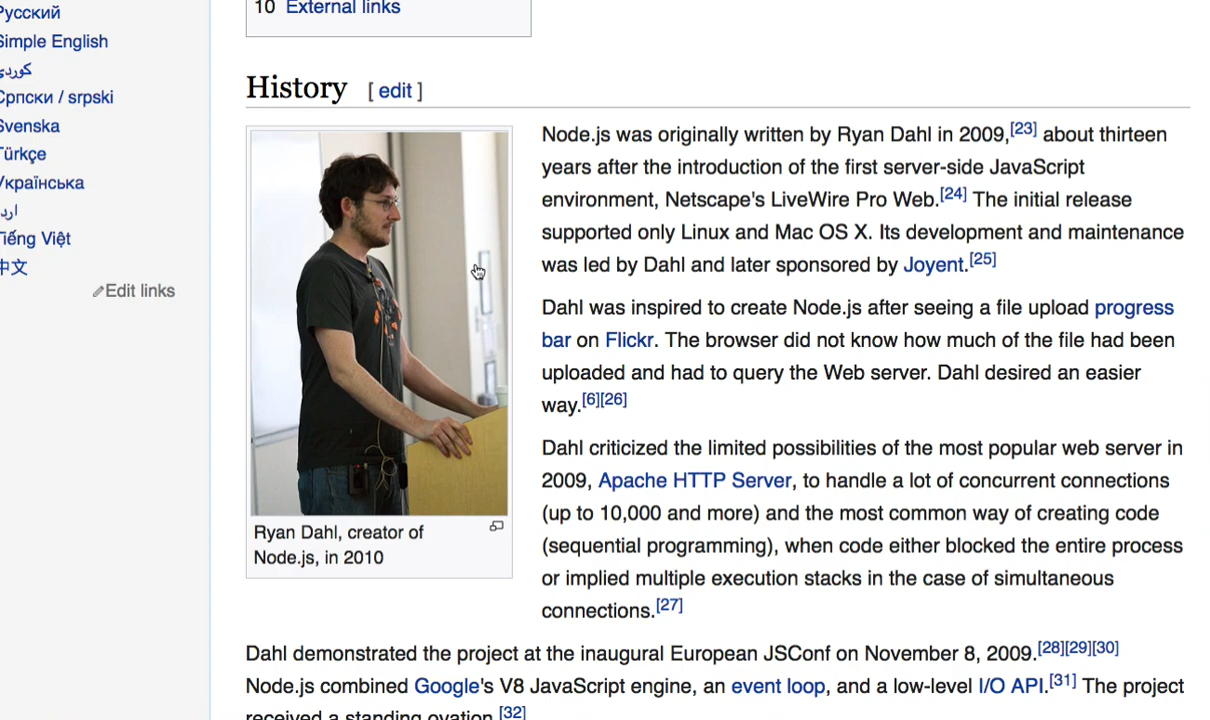 Русский
Simple English
کوردی
Српски / srpski
Svenska
Türkçe
Українська
اردو
Tiếng Việt
中文
Edit links
10 External links
History [ edit ]
Node.js was originally written by Ryan Dahl in 2009,[23] about thirteen
years after the introduction of the first server-side JavaScript
environment, Netscape's LiveWire Pro Web.[24] The initial release
supported only Linux and Mac OS X. Its development and maintenance
was led by Dahl and later sponsored by Joyent.[25]
Dahl was inspired to create Node.js after seeing a file upload progress
bar on Flickr. The browser did not know how much of the file had been
uploaded and had to query the Web server. Dahl desired an easier
way.[6][26]
Dahl criticized the limited possibilities of the most popular web server in
2009, Apache HTTP Server, to handle a lot of concurrent connections
(up to 10,000 and more) and the most common way of creating code
(sequential programming), when code either blocked the entire process
or implied multiple execution stacks in the case of simultaneous
connections.[27]
Ryan Dahl, creator of
Node.js, in 2010
Dahl demonstrated the project at the inaugural European JSConf on November 8, 2009.[28][29][30]
Node.js combined Google's V8 JavaScript engine, an event loop, and a low-level I/O API.[31] The project
received a standing ovation.[32]